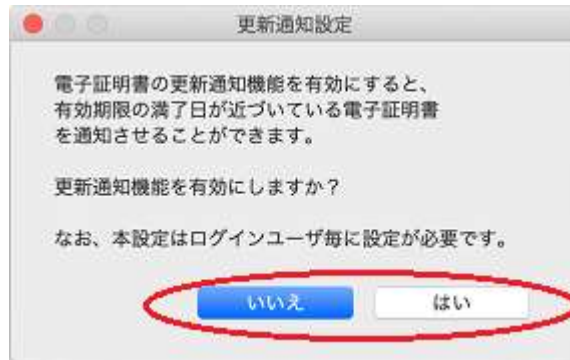 更新通知設定
電子証明書の更新通知機能を有効にすると、
有効期限の満了日が近づいている電子証明書
を通知させることができます。
更新通知機能を有効にしますか？
なお、本設定はログインユーザ毎に設定が必要です。
いいえ はい